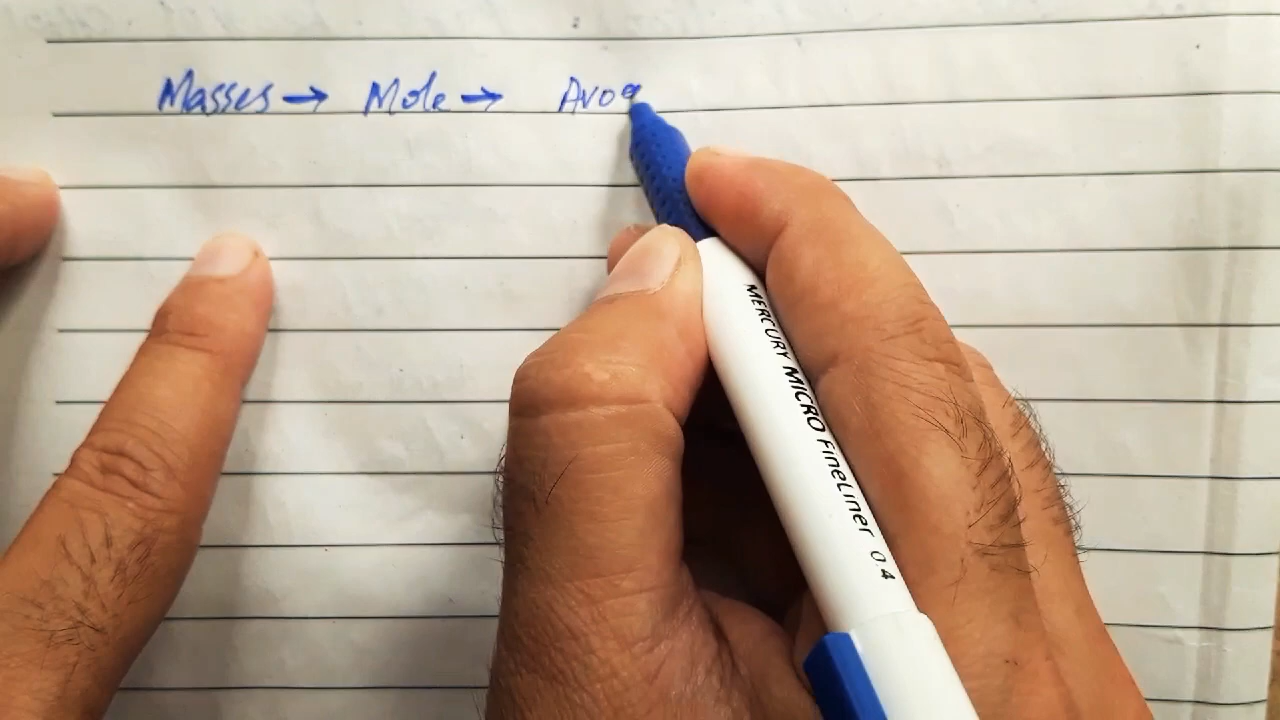 Masses → Mole → Avog
MERCURY MICRO FineLiner 0.4